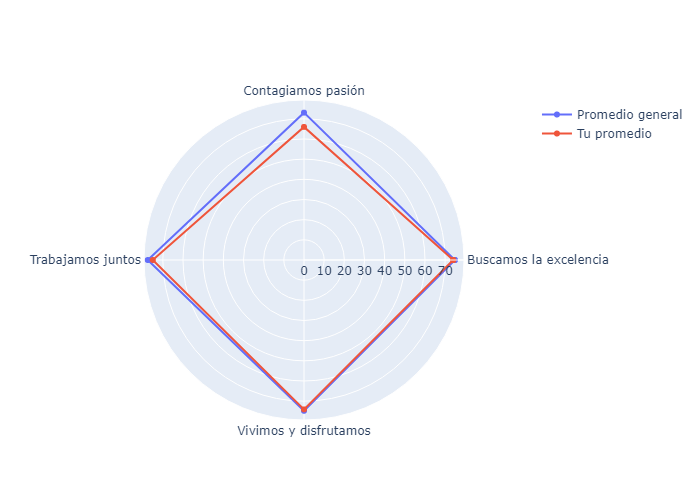 Contagiamos pasión
Promedio general
Tu promedio
Trabajamos juntos
Buscamos la excelencia
0 10 20 30 40 50 60 70
Vivimos y disfrutamos